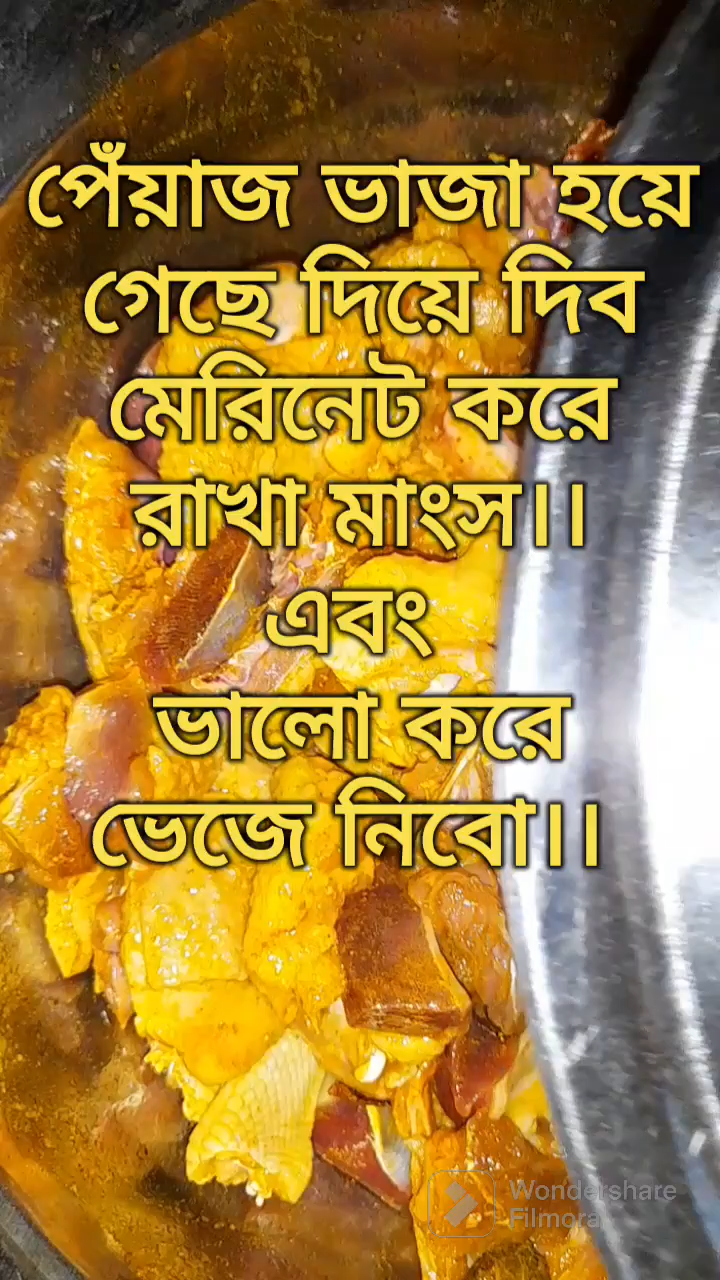 পেঁয়াজ ভাজা হয়ে
গেছে দিয়ে দিব
মেরিনেট করে
রাখা মাংস।।
এবং
ভালো করে
ভেজে নিবো।।
Wondershare
Filmora